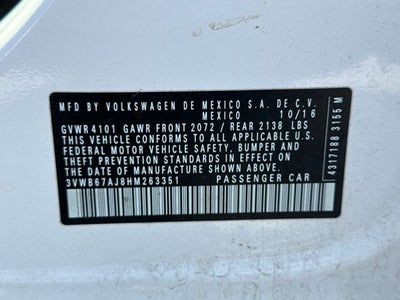 MFD BY VOLKSWAGEN DE MEXICO S.A. DE C.V.
MEXICO 10/16
GVWR 4101 GAWR FRONT 2072 / REAR 2138 LBS
THIS VEHICLE CONFORMS TO ALL APPLICABLE U.S.
FEDERAL MOTOR VEHICLE SAFETY, BUMPER AND
THEFT PREVENTION STANDARDS IN EFFECT ON
THE DATE OF MANUFACTURE SHOWN ABOVE.
3VWB67AJ8HM263351 PASSENGER CAR
4317188 3155 M